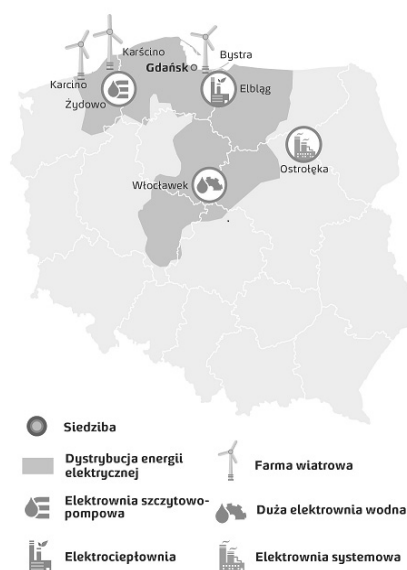 Karścino
Bystra
Gdańsk
Karcino
Elbląg
Żydowo
Ostrołęka
Włocławek
Siedziba
Dystrybucja energii
elektrycznej
Farma wiatrowa
Elektrownia szczytowo-
pompowa
Duża elektrownia wodna
Elektrociepłownia
Elektrownia systemowa